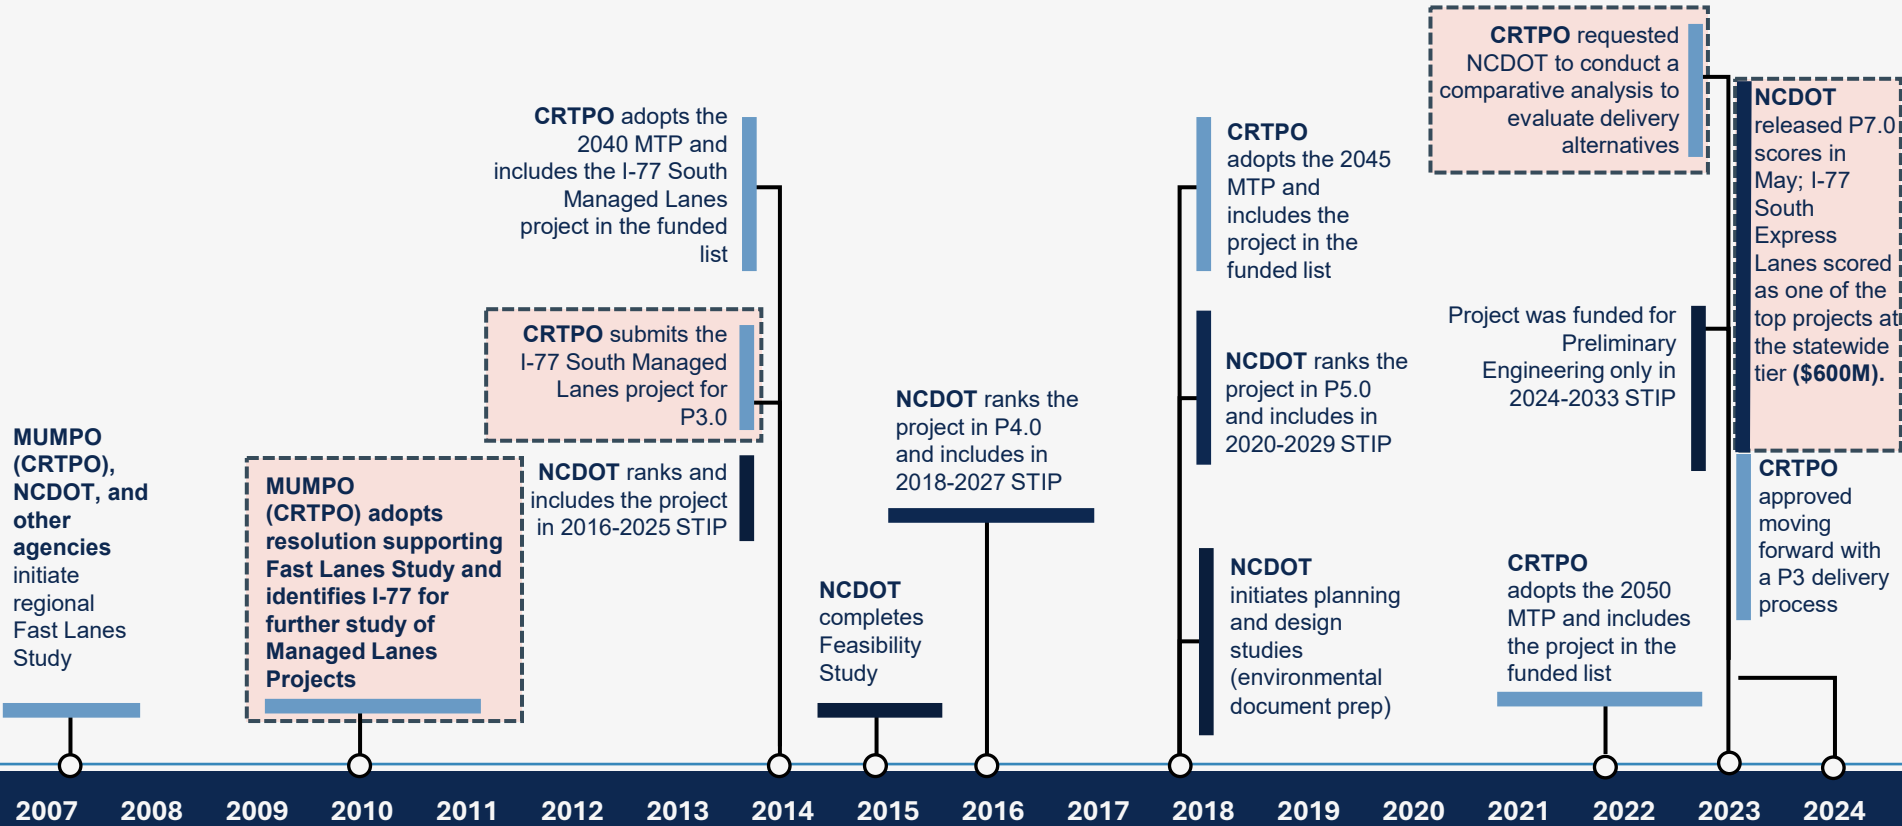 MUMPO
(CRTPO),
NCDOT, and
other
agencies
initiate
regional
Fast Lanes
Study
MUMPO
(CRTPO) adopts
resolution supporting
Fast Lanes Study and
identifies I-77 for
further study of
Managed Lanes
Projects
CRTPO adopts the
2040 MTP and
includes the I-77 South
Managed Lanes
project in the funded
list
CRTPO submits the
I-77 South Managed
Lanes project for
P3.0
NCDOT ranks and
includes the project
in 2016-2025 STIP
NCDOT
completes
Feasibility
Study
NCDOT ranks the
project in P4.0
and includes in
2018-2027 STIP
CRTPO
adopts the 2045
MTP and
includes the
project in the
funded list
NCDOT ranks the
project in P5.0
and includes in
2020-2029 STIP
NCDOT
initiates planning
and design
studies
(environmental
document prep)
CRTPO
adopts the 2050
MTP and includes
the project in the
funded list
CRTPO requested
NCDOT to conduct a
comparative analysis to
evaluate delivery
alternatives
Project was funded for
Preliminary
Engineering only in
2024-2033 STIP
NCDOT
released P7.0
scores in
May; I-77
South
Express
Lanes scored
as one of the
top projects at
the statewide
tier ($600M).
CRTPO
approved
moving
forward with
a P3 delivery
process
2007 2008 2009 2010 2011 2012 2013 2014 2015 2016 2017 2018 2019 2020 2021 2022 2023 2024